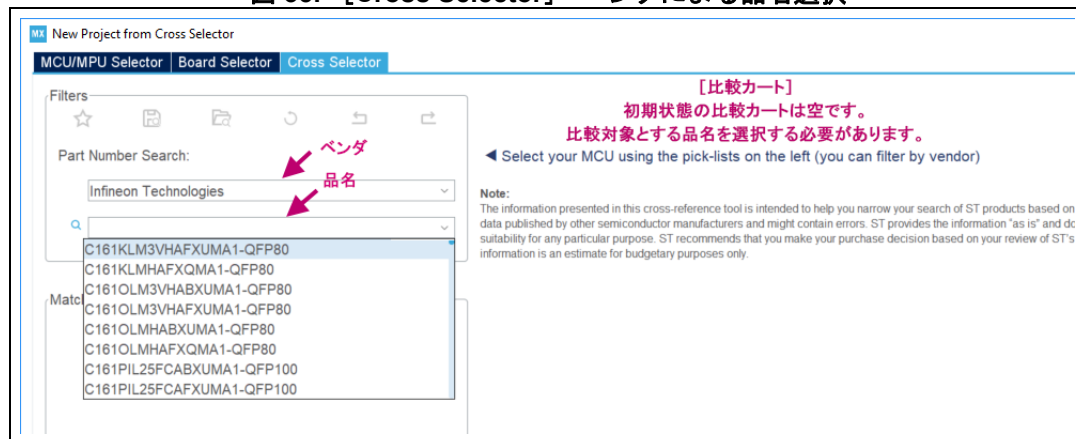 New Project from Cross Selector
MCU/MPU Selector Board Selector Cross Selector
Filters
Part Number Search:
ベンダ
Infineon Technologies
品名
C161KLM3VHAFXUMA1-QFP80
C161KLMHAFXQMA1-QFP80
C161OLM3VHABXUMA1-QFP80
C161OLM3VHAFXUMA1-QFP80
C161OLMHABXUMA1-QFP80
C161OLMHAFXQMA1-QFP80
C161PIL25FCABXUMA1-QFP100
C161PIL25FCAFXUMA1-QFP100
[比較カート]
初期状態の比較カートは空です。
比較対象とする品名を選択する必要があります。
Select your MCU using the pick-lists on the left (you can filter by vendor)
Note:
The information presented in this cross-reference tool is intended to help you narrow your search of ST products based on
data published by other semiconductor manufacturers and might contain errors. ST provides the information "as is" and do
suitability for any particular purpose. ST recommends that you make your purchase decision based on your review of ST's
information is an estimate for budgetary purposes only.